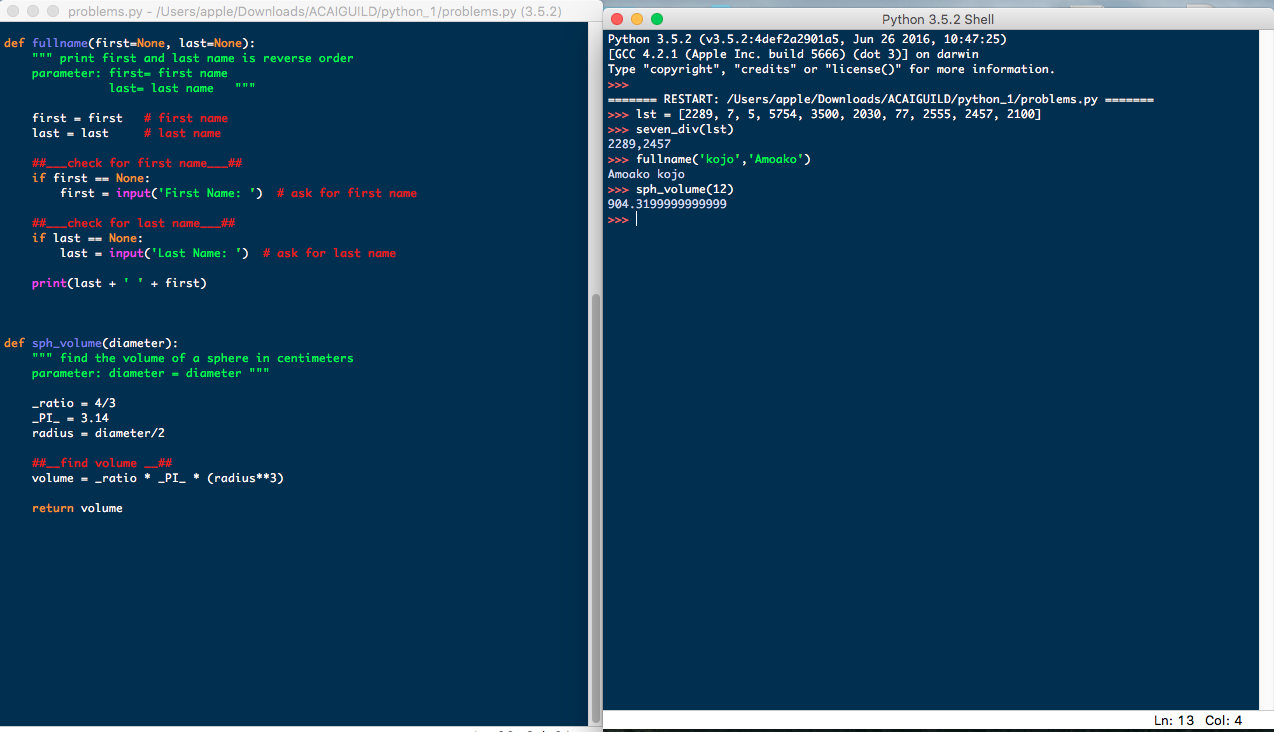 problems.py - /Users/apple/Downloads/ACAIGUILD/python_1/problems.py (3.5.2)
def fullname(first=None, last=None):
    """ print first and last name is reverse order
    parameter: first= first name
               last= last name   """
    first = first   # first name
    last = last     # last name
    ##___check for first name___##
    if first == None:
        first = input('First Name: ')  # ask for first name
    ##___check for last name___##
    if last == None:
        last = input('Last Name: ')  # ask for last name
    print(last + ' ' + first)
def sph_volume(diameter):
    """ find the volume of a sphere in centimeters
    parameter: diameter = diameter """
    _ratio = 4/3
    _PI_ = 3.14
    radius = diameter/2
    ##__find volume __##
    volume = _ratio * _PI_ * (radius**3)
    return volume
Python 3.5.2 Shell
Python 3.5.2 (v3.5.2:4def2a2901a5, Jun 26 2016, 10:47:25)
[GCC 4.2.1 (Apple Inc. build 5666) (dot 3)] on darwin
Type "copyright", "credits" or "license()" for more information.
>>>
======= RESTART: /Users/apple/Downloads/ACAIGUILD/python_1/problems.py =======
>>> lst = [2289, 7, 5, 5754, 3500, 2030, 77, 2555, 2457, 2100]
>>> seven_div(lst)
2289,2457
>>> fullname('kojo','Amoako')
Amoako kojo
>>> sph_volume(12)
904.3199999999999
>>>
Ln: 13 Col: 4